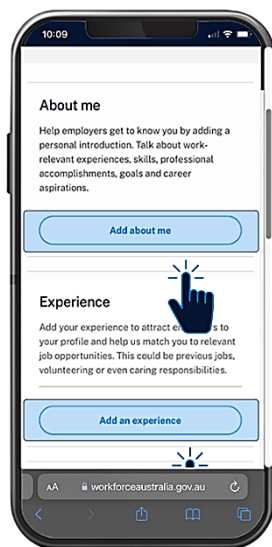 10:09
About me
Help employers get to know you by adding a
personal introduction. Talk about work-
relevant experiences, skills, professional
accomplishments, goals and career
aspirations.
Add about me
Experience
Add your experience to attract em rs to
your profile and help us match you to relevant
job opportunities. This could be previous jobs,
volunteering or even caring responsibilities.
Add an experience
AA workforceaustralia.gov.au